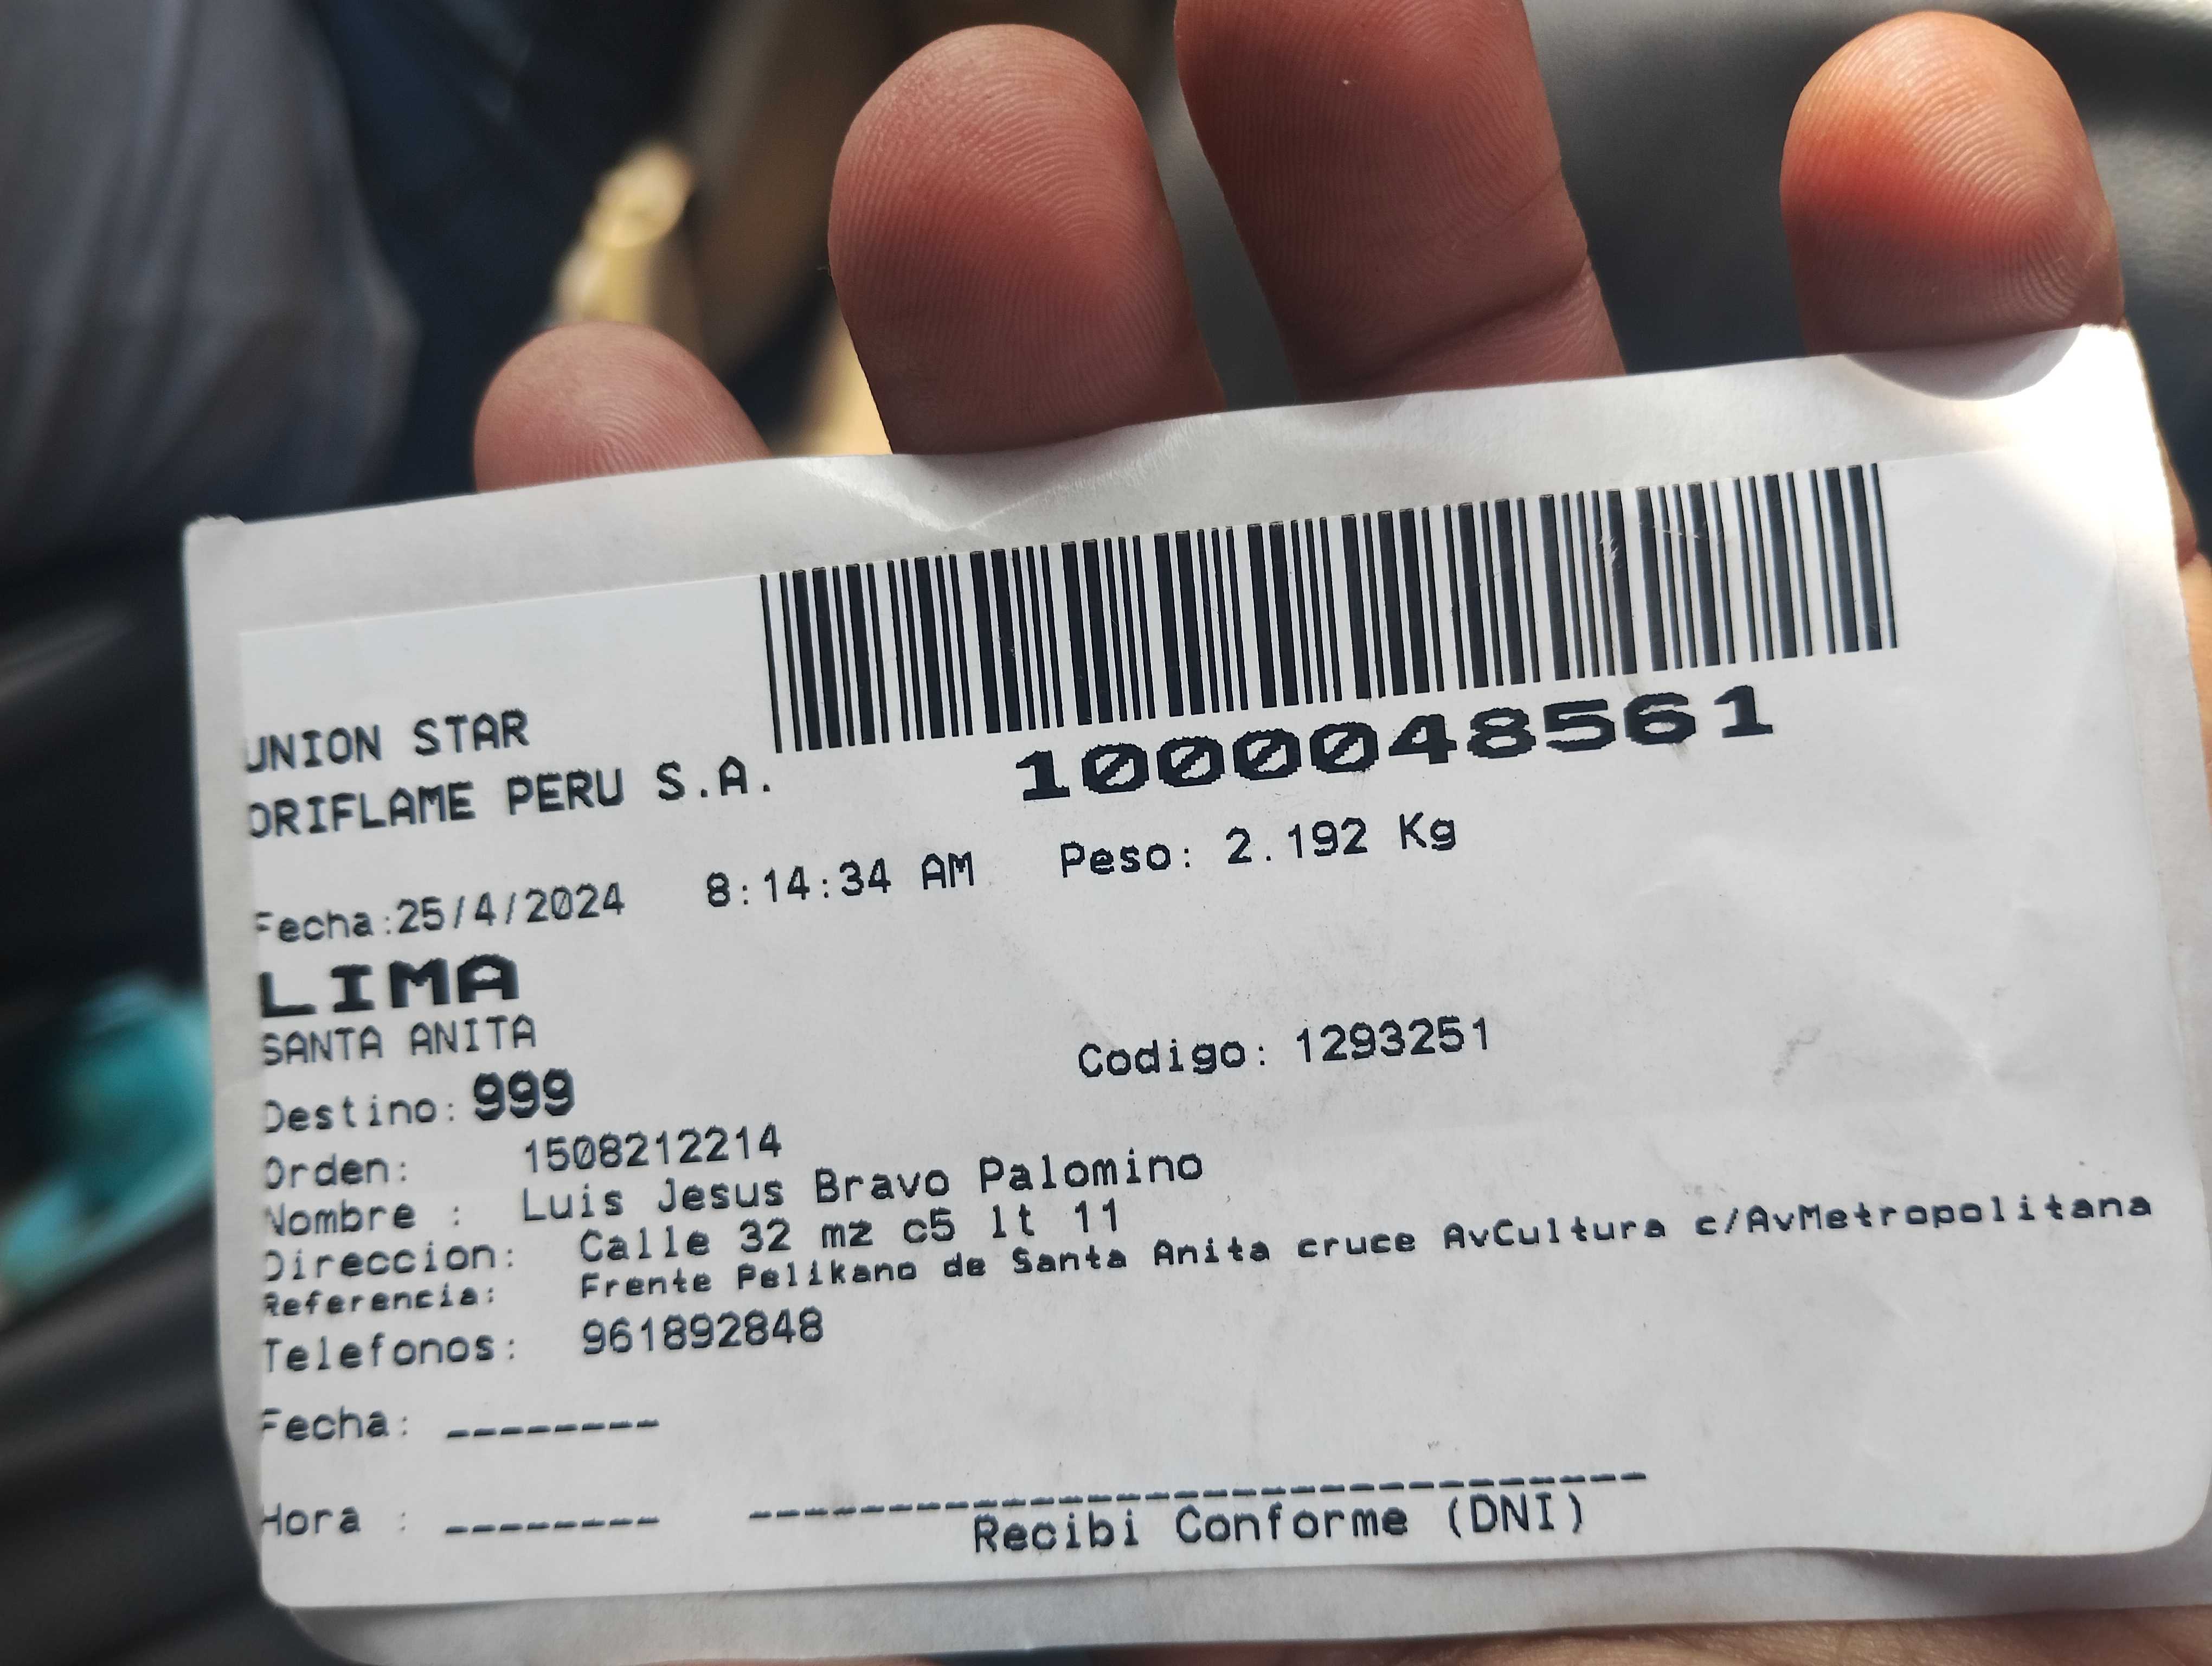 1000048561
UNION STAR
ORIFLAME PERU S.A.
Fecha:25/4/2024 8:14:34 AM Peso: 2.192 Kg
LIMA
SANTA ANITA
Codigo: 1293251
Destino: 999
Orden: 1508212214
Nombre : Luis Jesus Bravo Palomino
Direccion: Calle 32 mz c5 lt 11
Referencia: Frente Pelikano de Santa Anita cruce AvCultura c/AvMetropolitana
Telefonos: 961892848
Fecha: --------
Hora : --------
Recibi Conforme (DNI)